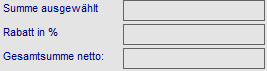 Summe ausgewählt
Rabatt in %
Gesamtsumme netto: